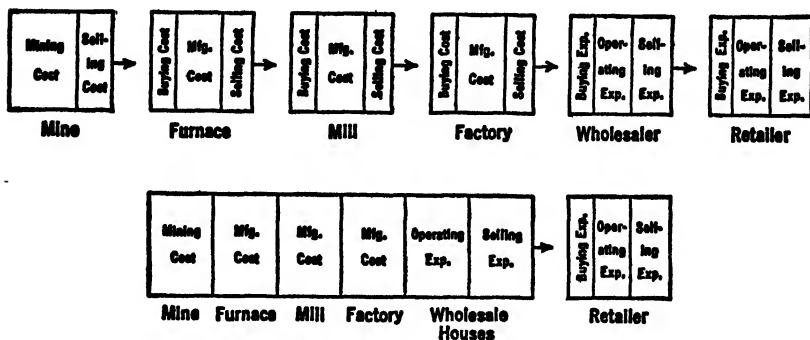 Mining
Cost
Sell-
ing
Cost
Mine
Buying Cost
Mfg.
Cost
Selling Cost
Furnace
Buying Cost
Mfg.
Cost
Selling Cost
Mill
Buying Cost
Mfg.
Cost
Selling Cost
Factory
Buying Exp.
Oper-
ating
Exp.
Sell-
ing
Exp.
Wholesaler
Buying Exp.
Oper-
ating
Exp.
Sell-
ing
Exp.
Retailer
Mining
Cost
Mfg.
Cost
Mfg.
Cost
Mfg.
Cost
Operating
Exp.
Selling
Exp.
Mine
Furnace
Mill
Factory
Wholesale
Houses
Buying Exp.
Oper-
ating
Exp.
Sell-
ing
Exp.
Retailer